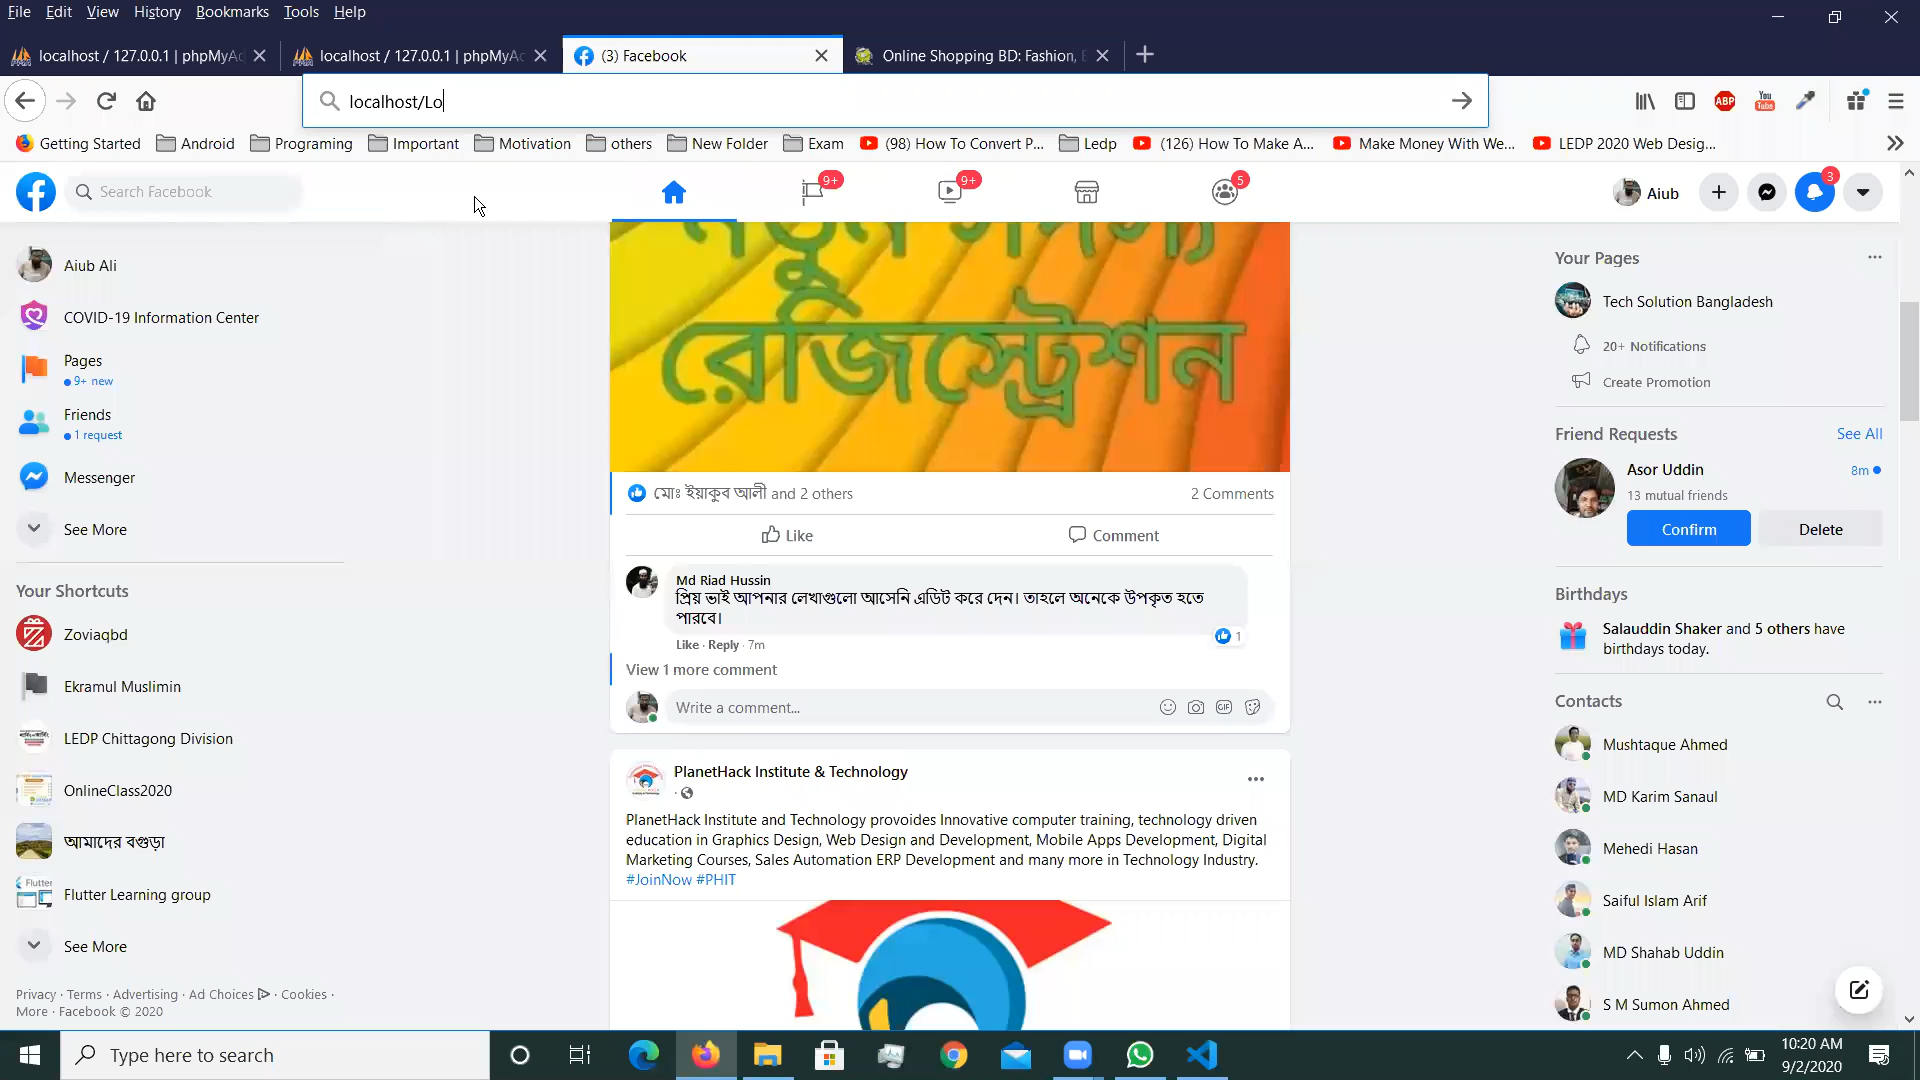 File Edit View History Bookmarks Tools Help
localhost / 127.0.0.1 | phpMyAd
localhost / 127.0.0.1 | phpMyAc
(3) Facebook
Online Shopping BD: Fashion, E
localhost/Lo
ABP
You Tube
Getting Started Android Programing Important Motivation others New Folder Exam (98) How To Convert P... Ledp (126) How To Make A... Make Money With We... LEDP 2020 Web Desig...
Search Facebook
9+
9+
5
Aiub
3
Aiub Ali
COVID-19 Information Center
Pages
9+ new
Friends
1 request
Messenger
See More
Your Shortcuts
Zoviaqbd
Ekramul Muslimin
LEDP Chittagong Division
OnlineClass2020
আমাদের বগুড়া
Flutter
Flutter Learning group
See More
Privacy · Terms · Advertising · Ad Choices · Cookies ·
More · Facebook © 2020
নতুন সদস্য
রেজিস্ট্রেশন
মোঃ ইয়াকুব আলী and 2 others
2 Comments
Like
Comment
Md Riad Hussin
প্রিয় ভাই আপনার লেখাগুলো আসেনি এডিট করে দেন। তাহলে অনেকে উপকৃত হতে
পারবে।
1
Like · Reply · 7m
View 1 more comment
Write a comment...
GIF
PlanetHack Institute & Technology
PlanetHack Institute and Technology provoides Innovative computer training, technology driven
education in Graphics Design, Web Design and Development, Mobile Apps Development, Digital
Marketing Courses, Sales Automation ERP Development and many more in Technology Industry.
#JoinNow #PHIT
Your Pages
Tech Solution Bangladesh
20+ Notifications
Create Promotion
Friend Requests
See All
Asor Uddin
8m
13 mutual friends
Confirm
Delete
Birthdays
Salauddin Shaker and 5 others have
birthdays today.
Contacts
Mushtaque Ahmed
MD Karim Sanaul
Mehedi Hasan
Saiful Islam Arif
MD Shahab Uddin
S M Sumon Ahmed
Type here to search
10:20 AM
9/2/2020